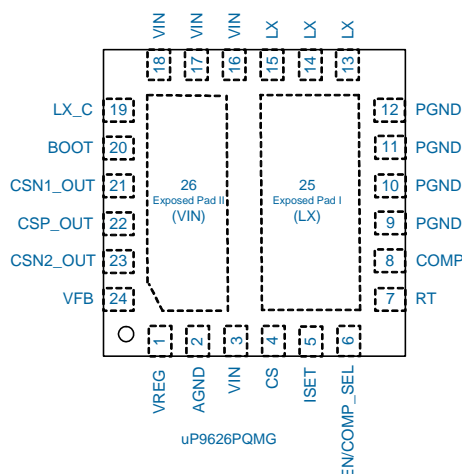 VIN VIN VIN LX LX LX
18 17 16 15 14 13
LX_C 19 12 PGND
BOOT 20 11 PGND
CSN1_OUT 21 10 PGND
CSP_OUT 22 9 PGND
CSN2_OUT 23 8 COMP
VFB 24 7 RT
26
Exposed Pad II
(VIN)
25
Exposed Pad I
(LX)
1 2 3 4 5 6
VREG AGND VIN CS ISET EN/COMP_SEL
uP9626PQMG